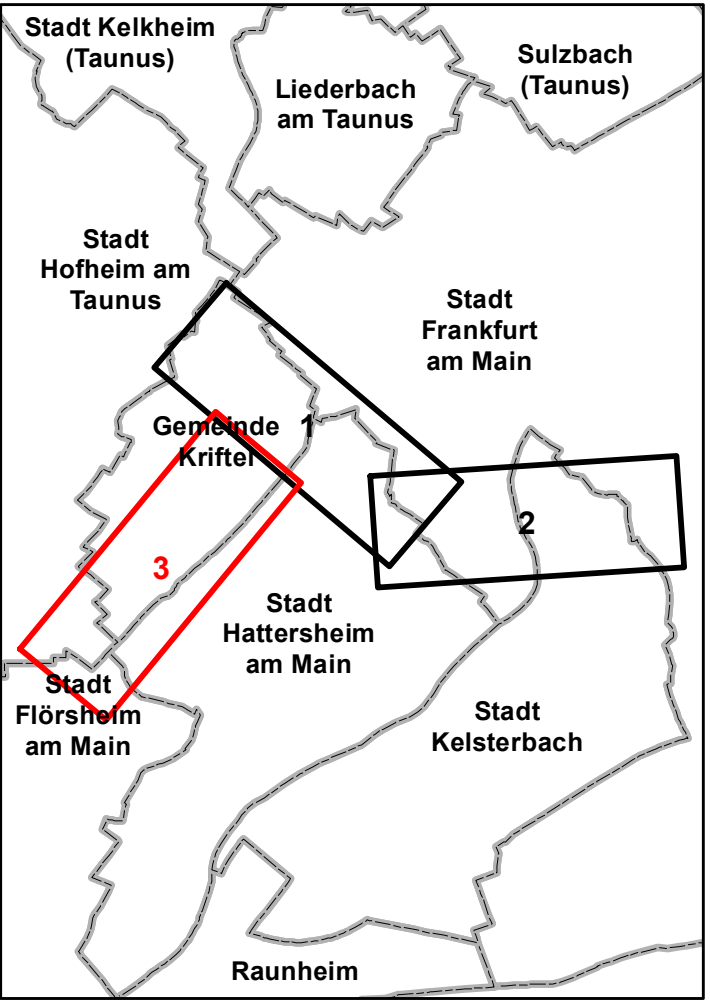 Stadt Kelkheim
(Taunus)
Sulzbach
(Taunus)
Liederbach
am Taunus
Stadt
Hofheim am
Taunus
Stadt
Frankfurt
am Main
Gemeinde
Kriftel
1
2
3
Stadt
Hattersheim
am Main
Stadt
Flörsheim
am Main
Stadt
Kelsterbach
Raunheim